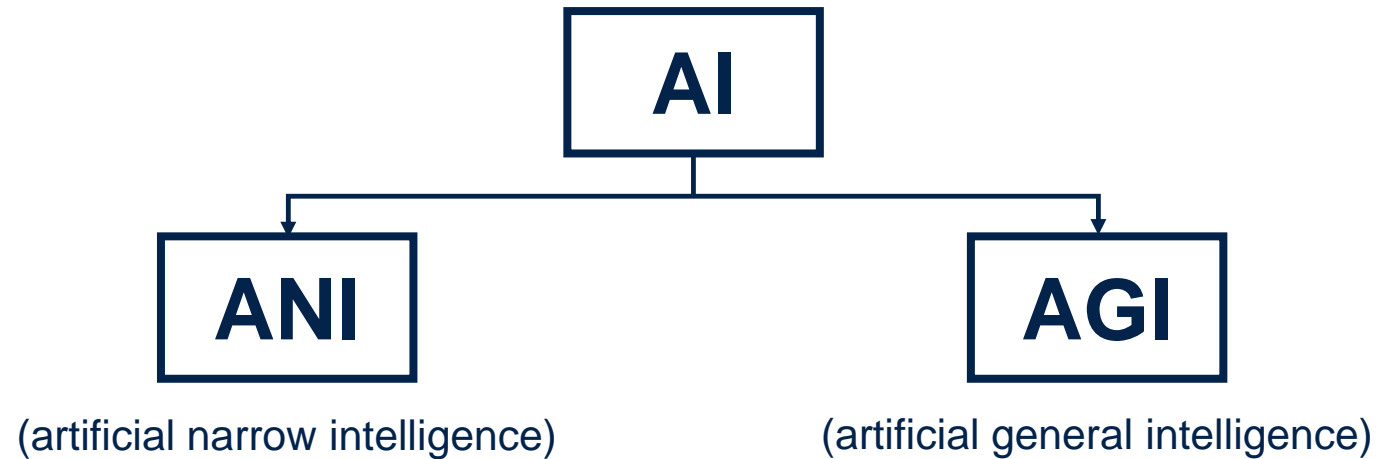 AI
ANI
AGI
(artificial narrow intelligence)
(artificial general intelligence)